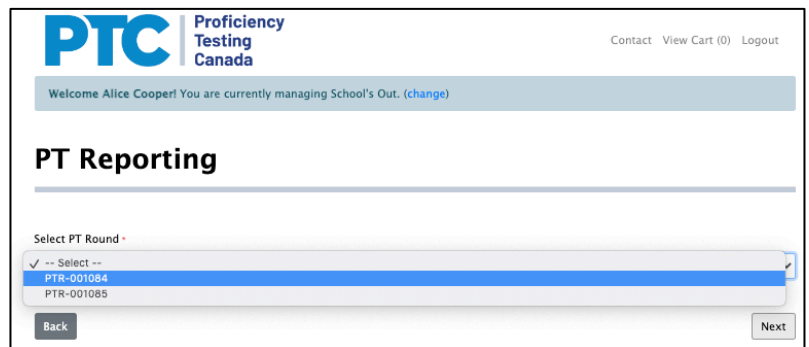 PTC
Proficiency
Testing
Canada
Contact View Cart (0) Logout
Welcome Alice Cooper! You are currently managing School's Out. (change)
PT Reporting
Select PT Round *
✓ -- Select --
PTR-001084
PTR-001085
Back
Next